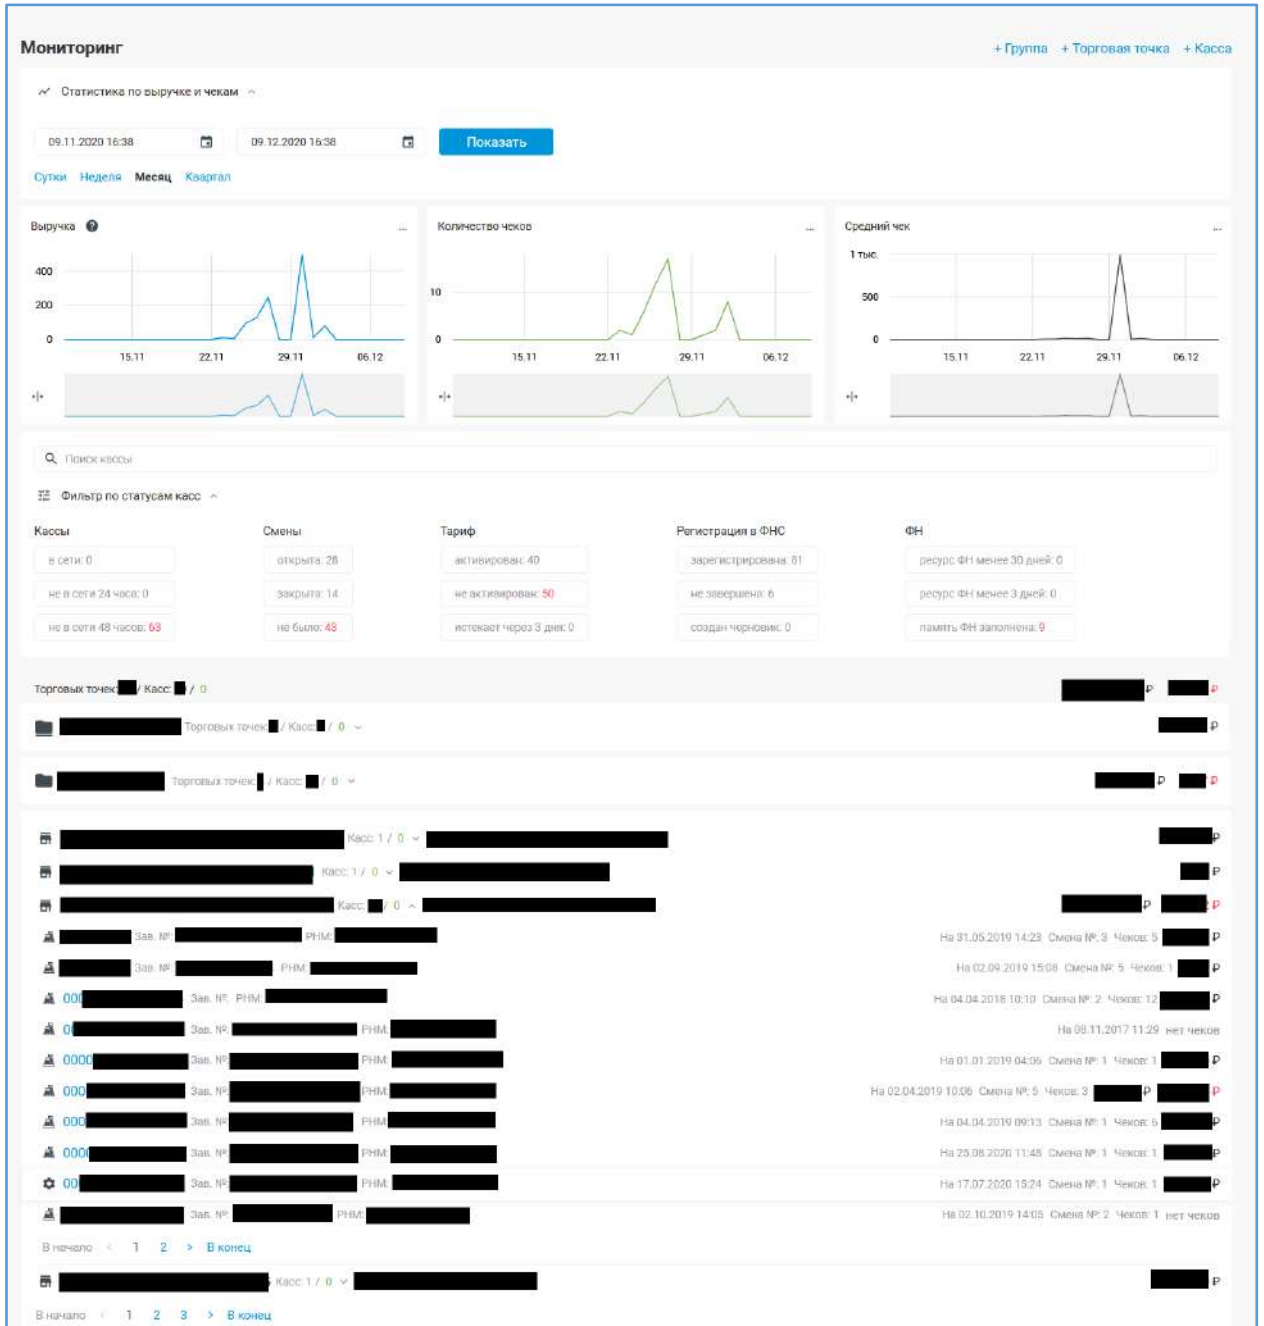 Мониторинг + Группа + Торговая точка + Касса
Статистика по выручке и чекам
09.11.2020 16:38 09.12.2020 16:38 Показать
Сутки Неделя Месяц Квартал
Выручка ? ... Количество чеков ... Средний чек ...
400
200
0
15.11 22.11 29.11 06.12
10
0
15.11 22.11 29.11 06.12
1 тыс.
500
0
15.11 22.11 29.11 06.12
Поиск кассы
Фильтр по статусам касс
Кассы Смены Тариф Регистрация в ФНС ФН
в сети: 0 открыта: 26 активирован: 40 зарегистрирована: 81 ресурс ФН менее 30 дней: 0
не в сети 24 часа: 0 закрыта: 14 не активирован: 50 не завершена: 6 ресурс ФН менее 3 дней: 0
не в сети 48 часов: 63 не было: 43 истекает через 3 дня: 0 создан черновик: 0 память ФН заполнена: 9
Торговых точек: / Касс: / 0 ₽ ₽
Торговых точек: / Касс: / 0 ₽
Торговых точек: / Касс: / 0 ₽ ₽
Касс: 1 / 0 ₽
Касс: 1 / 0 ₽
Касс: / 0 ₽ ₽
Зав. №: РНМ: На 31.05.2019 14:23 Смена №: 3 Чеков: 5 ₽
Зав. №: РНМ: На 02.09.2019 15:08 Смена №: 5 Чеков: 1 ₽
000 Зав. №: РНМ: На 04.04.2018 10:10 Смена №: 2 Чеков: 12 ₽
0 Зав. №: РНМ: На 08.11.2017 11:29 нет чеков
0000 Зав. №: РНМ: На 01.01.2019 04:06 Смена №: 1 Чеков: 1 ₽
000 Зав. №: РНМ: На 02.04.2019 10:06 Смена №: 5 Чеков: 3 ₽ ₽
000 Зав. №: РНМ: На 04.04.2019 09:13 Смена №: 1 Чеков: 6 ₽
0000 Зав. №: РНМ: На 25.08.2020 11:48 Смена №: 1 Чеков: 1 ₽
00 Зав. №: РНМ: На 17.07.2020 15:24 Смена №: 1 Чеков: 1 ₽
Зав. №: РНМ: На 02.10.2019 14:05 Смена №: 2 Чеков: 1 нет чеков
В начало < 1 2 > В конец
Касс: 1 / 0 ₽
В начало < 1 2 3 > В конец